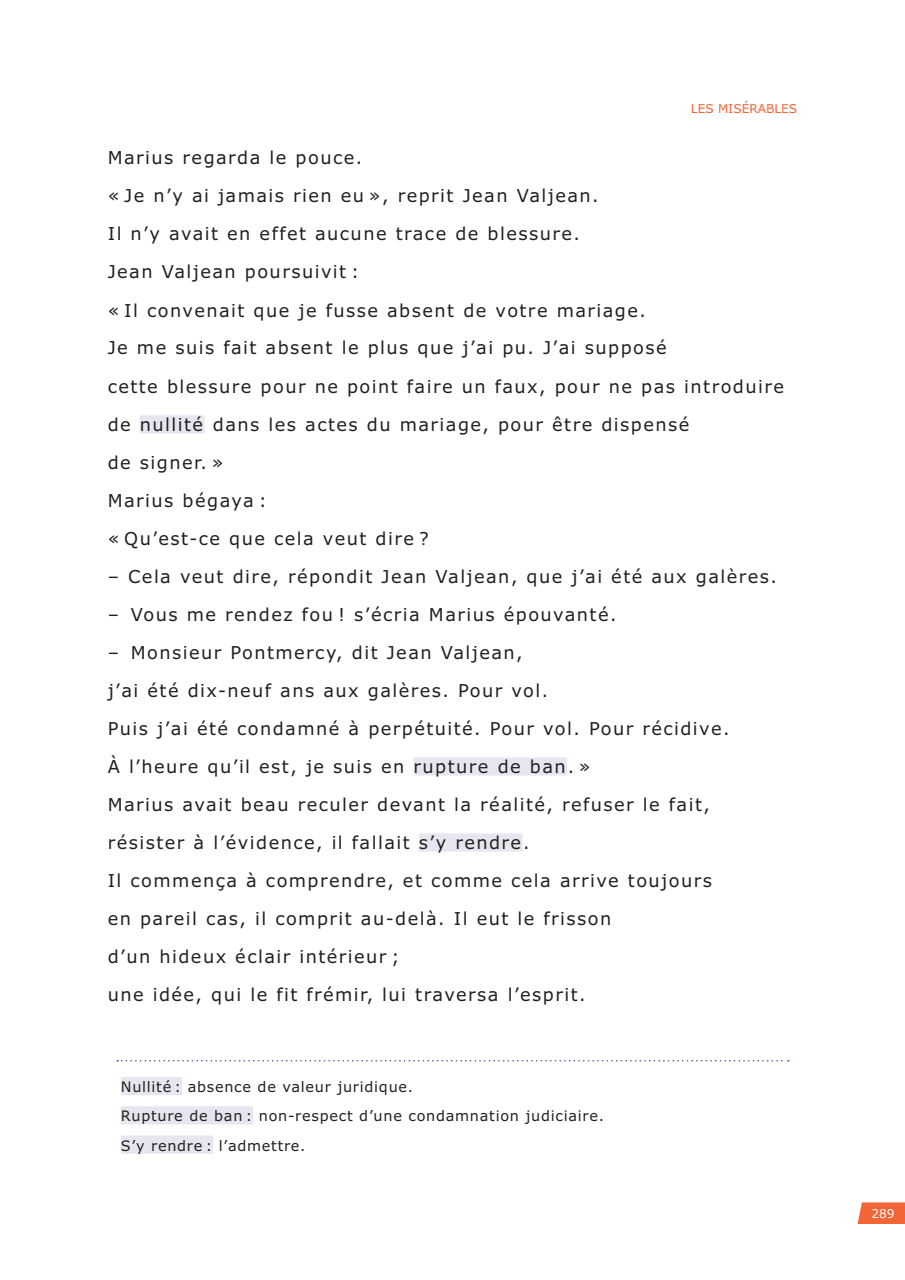 LES MISÉRABLES
Marius regarda le pouce.
« Je n’y ai jamais rien eu », reprit Jean Valjean.
Il n’y avait en effet aucune trace de blessure.
Jean Valjean poursuivit :
« Il convenait que je fusse absent de votre mariage.
Je me suis fait absent le plus que j’ai pu. J’ai supposé
cette blessure pour ne point faire un faux, pour ne pas introduire
de nullité dans les actes du mariage, pour être dispensé
de signer. »
Marius bégaya :
« Qu’est-ce que cela veut dire ?
– Cela veut dire, répondit Jean Valjean, que j’ai été aux galères.
– Vous me rendez fou ! s’écria Marius épouvanté.
– Monsieur Pontmercy, dit Jean Valjean,
j’ai été dix-neuf ans aux galères. Pour vol.
Puis j’ai été condamné à perpétuité. Pour vol. Pour récidive.
À l’heure qu’il est, je suis en rupture de ban. »
Marius avait beau reculer devant la réalité, refuser le fait,
résister à l’évidence, il fallait s’y rendre.
Il commença à comprendre, et comme cela arrive toujours
en pareil cas, il comprit au-delà. Il eut le frisson
d’un hideux éclair intérieur ;
une idée, qui le fit frémir, lui traversa l’esprit.
Nullité : absence de valeur juridique.
Rupture de ban : non-respect d’une condamnation judiciaire.
S’y rendre : l’admettre.
289